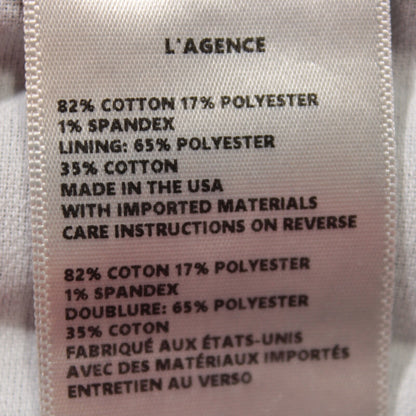 L'AGENCE
82% COTTON 17% POLYESTER
1% SPANDEX
LINING: 65% POLYESTER
35% COTTON
MADE IN THE USA
WITH IMPORTED MATERIALS
CARE INSTRUCTIONS ON REVERSE
82% COTON 17% POLYESTER
1% SPANDEX
DOUBLURE: 65% POLYESTER
35% COTON
FABRIQUÉ AUX ÉTATS-UNIS
AVEC DES MATÉRIAUX IMPORTÉS
ENTRETIEN AU VERSO